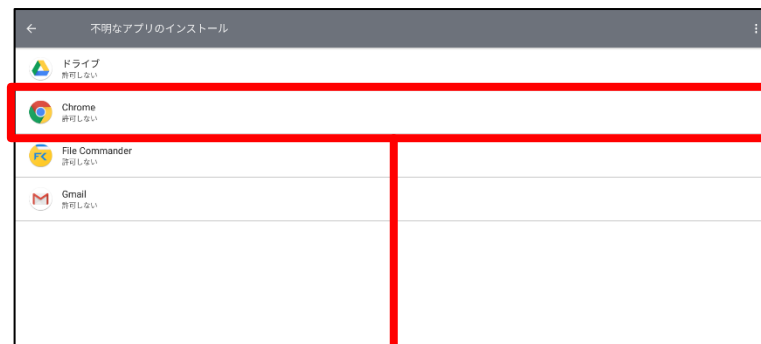 不明なアプリのインストール
ドライブ
許可しない
Chrome
許可しない
File Commander
許可しない
Gmail
許可しない